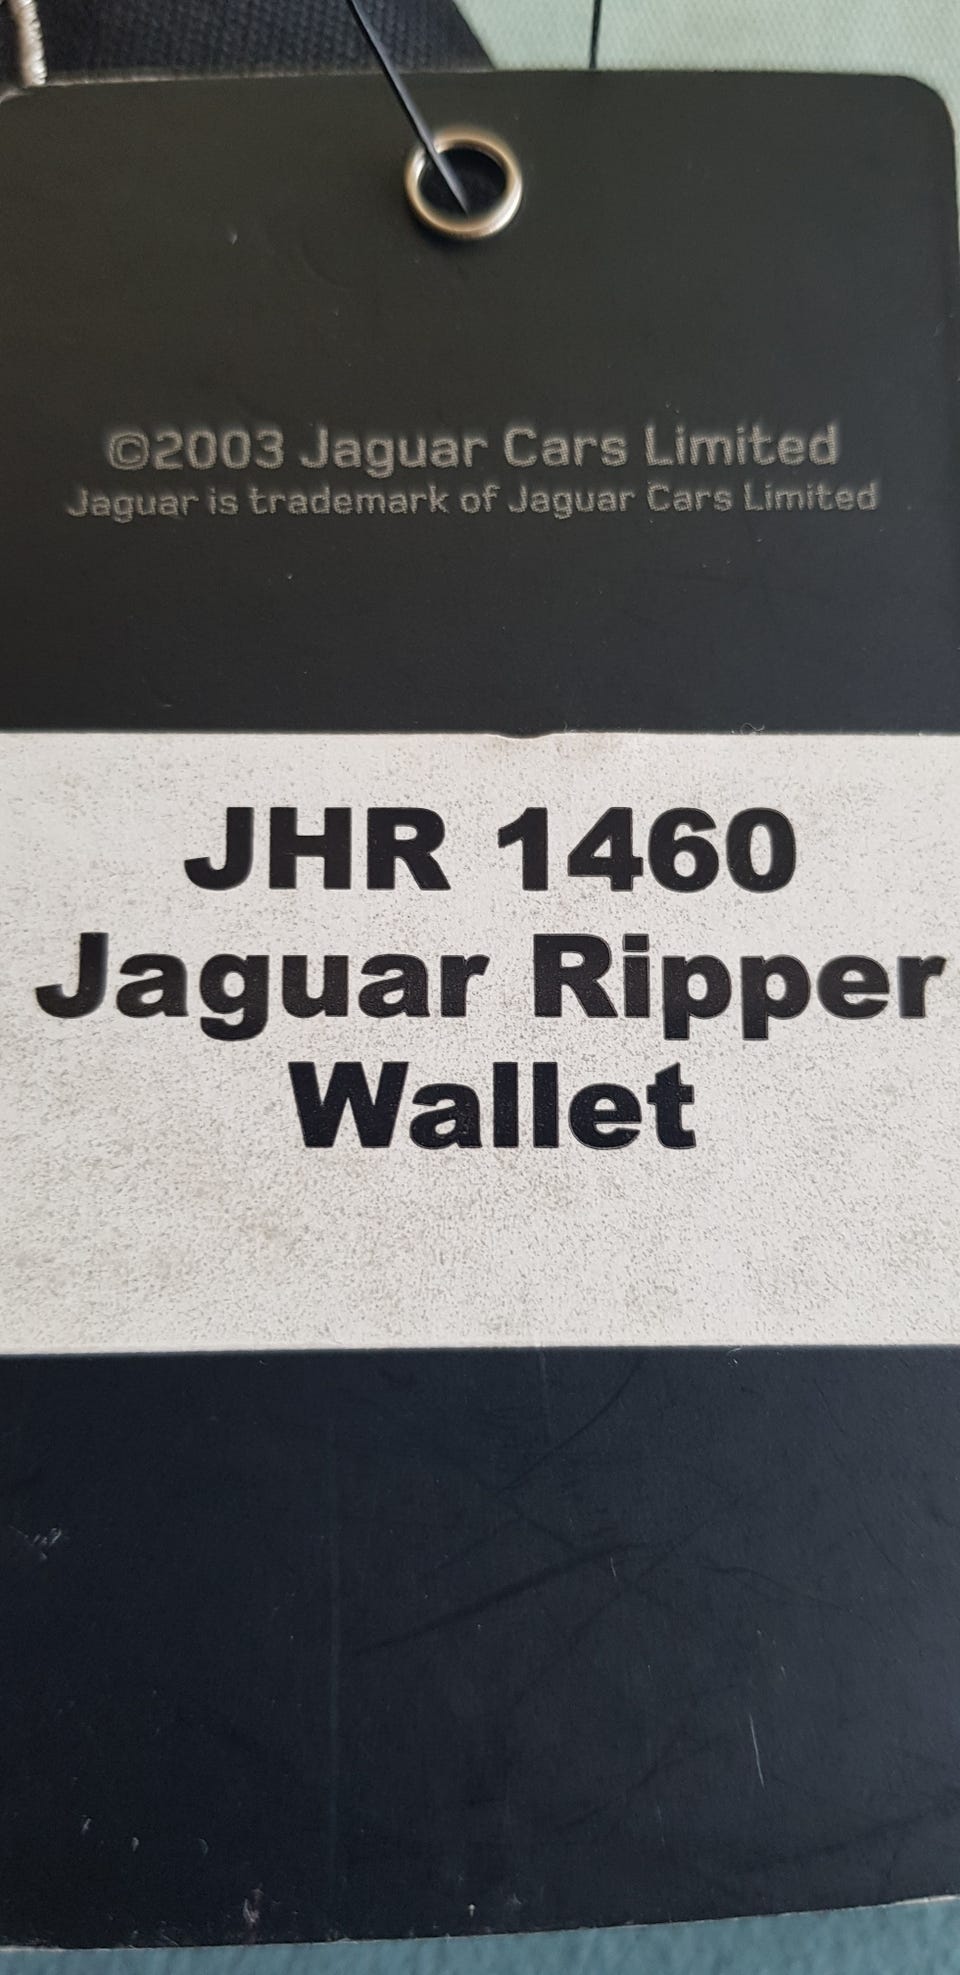 ©2003 Jaguar Cars Limited
Jaguar is trademark of Jaguar Cars Limited
JHR 1460
Jaguar Ripper
Wallet